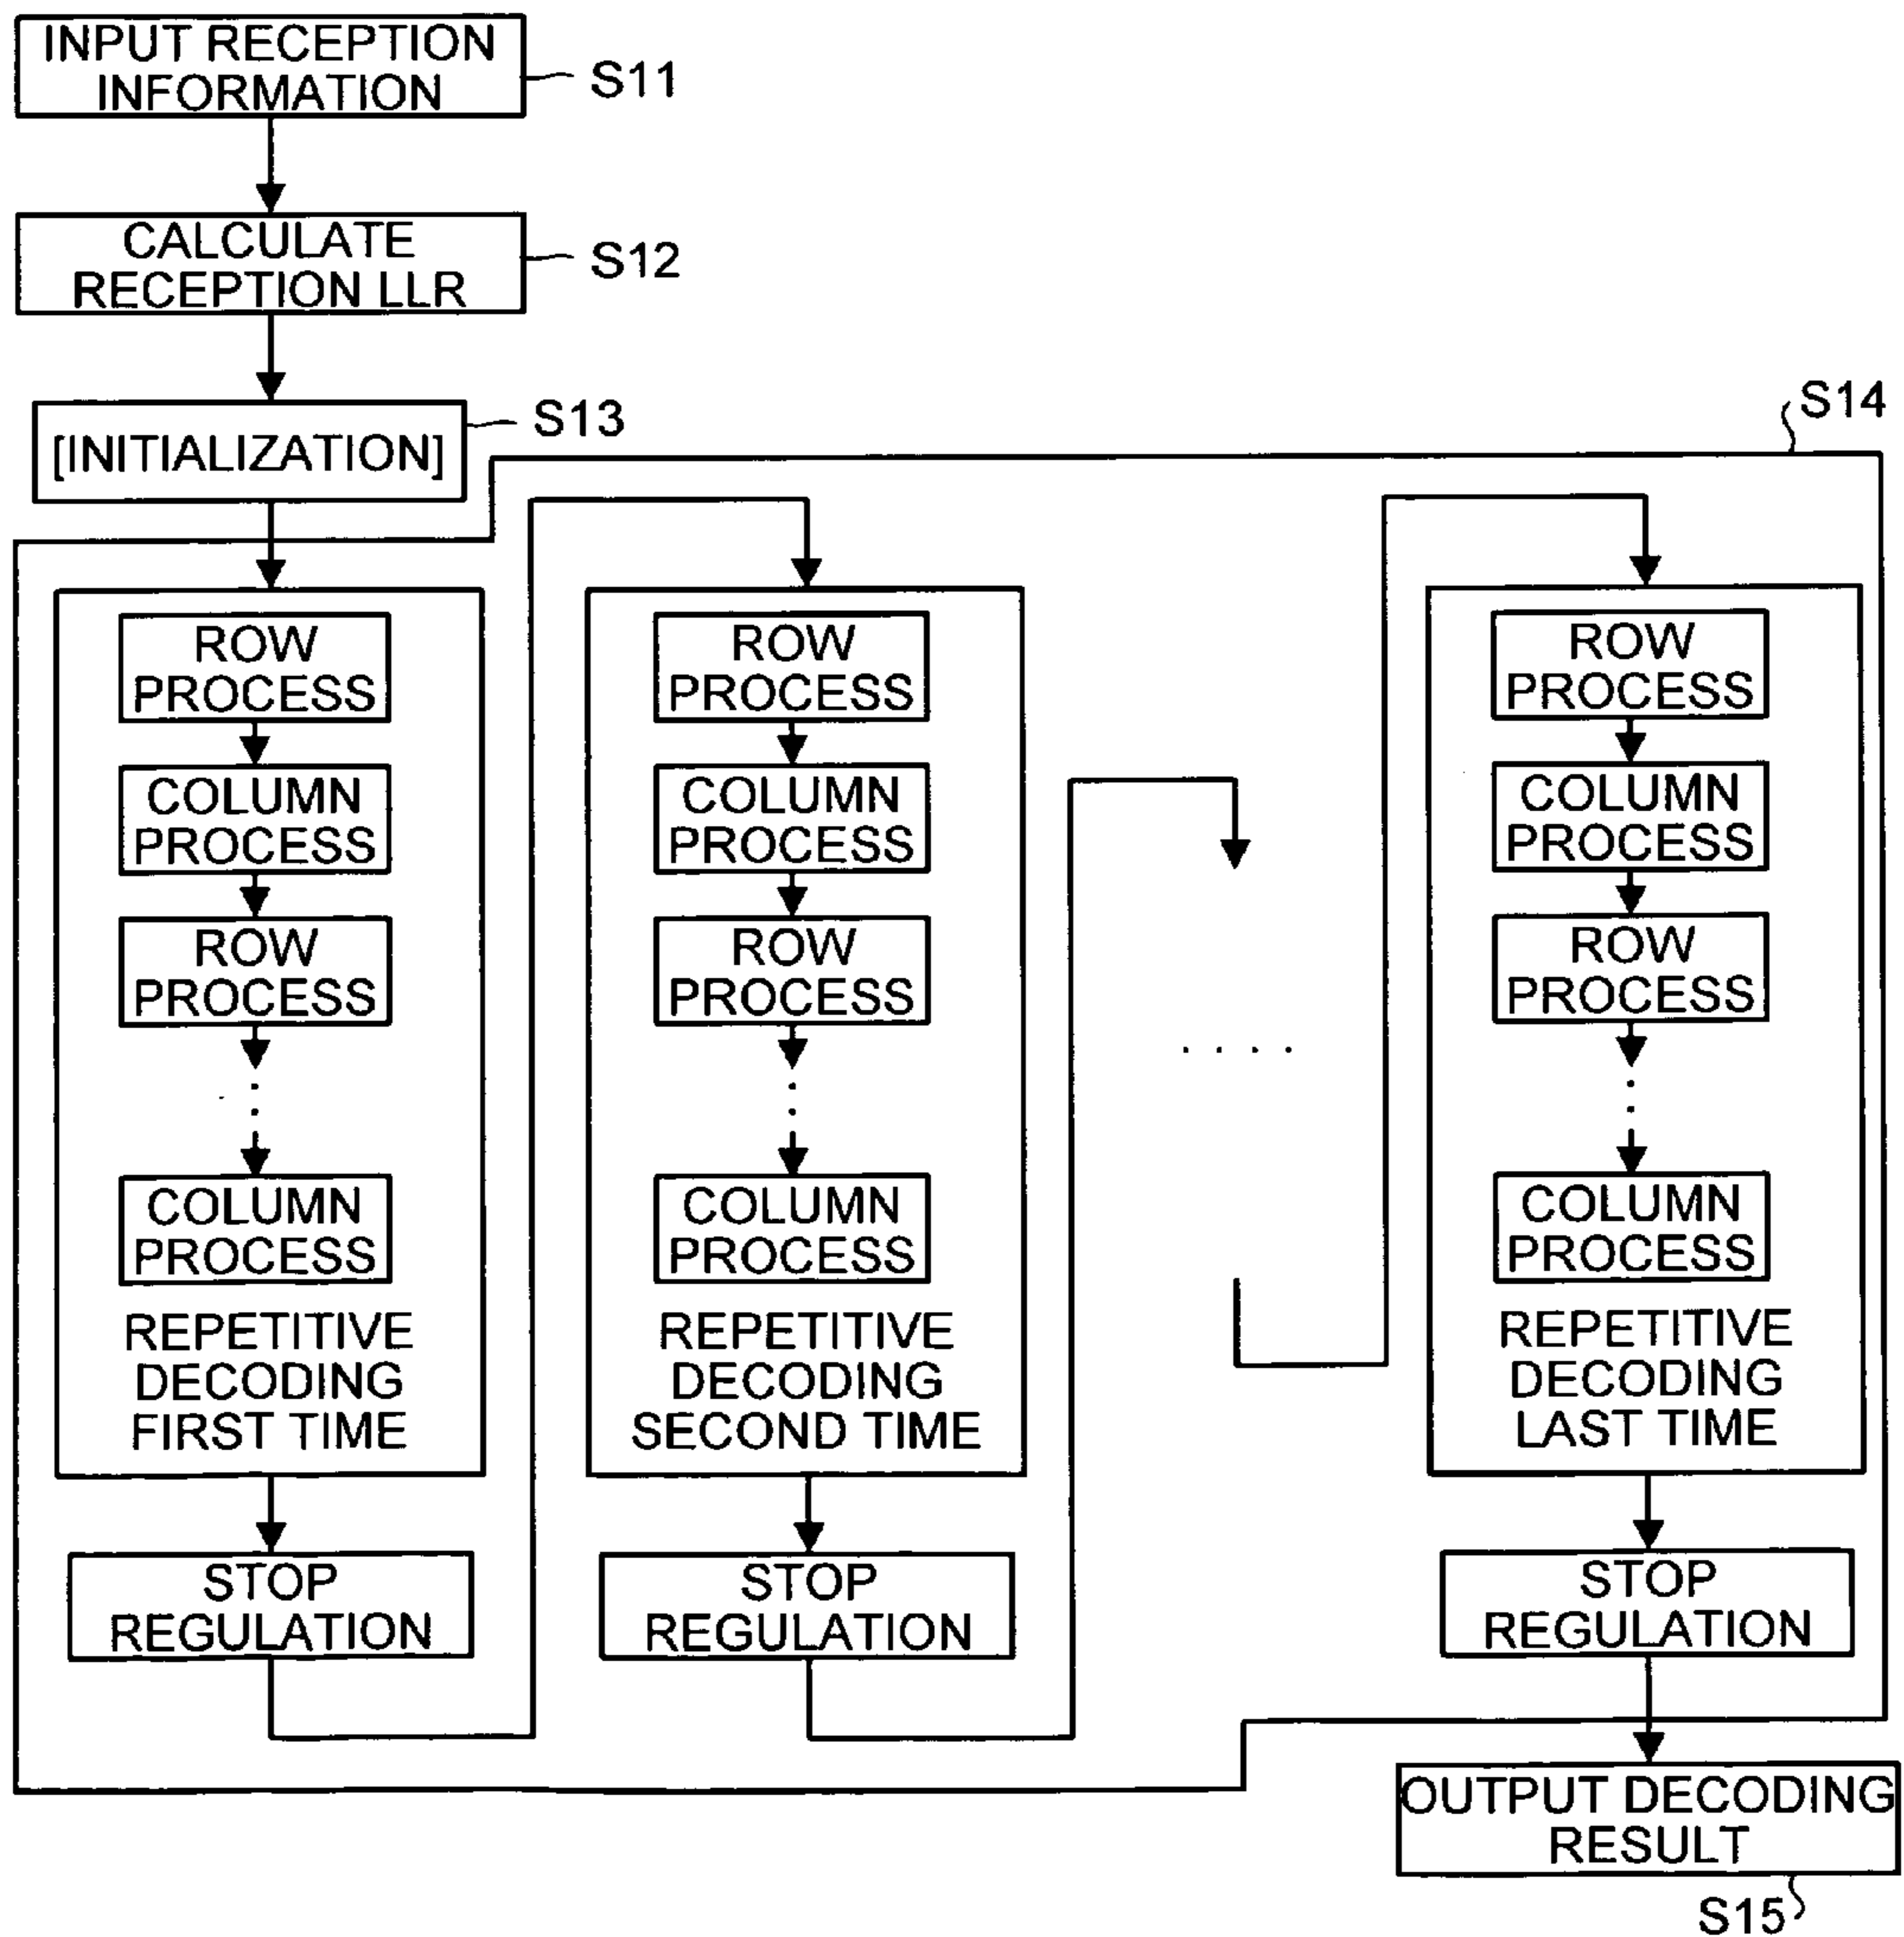 INPUT RECEPTION
INFORMATION
S11
CALCULATE
RECEPTION LLR
S12
[INITIALIZATION]
S13
S14
ROW
PROCESS
COLUMN
PROCESS
ROW
PROCESS
COLUMN
PROCESS
REPETITIVE
DECODING
FIRST TIME
STOP
REGULATION
ROW
PROCESS
COLUMN
PROCESS
ROW
PROCESS
COLUMN
PROCESS
REPETITIVE
DECODING
SECOND TIME
STOP
REGULATION
. . . .
ROW
PROCESS
COLUMN
PROCESS
ROW
PROCESS
COLUMN
PROCESS
REPETITIVE
DECODING
LAST TIME
STOP
REGULATION
OUTPUT DECODING
RESULT
S15